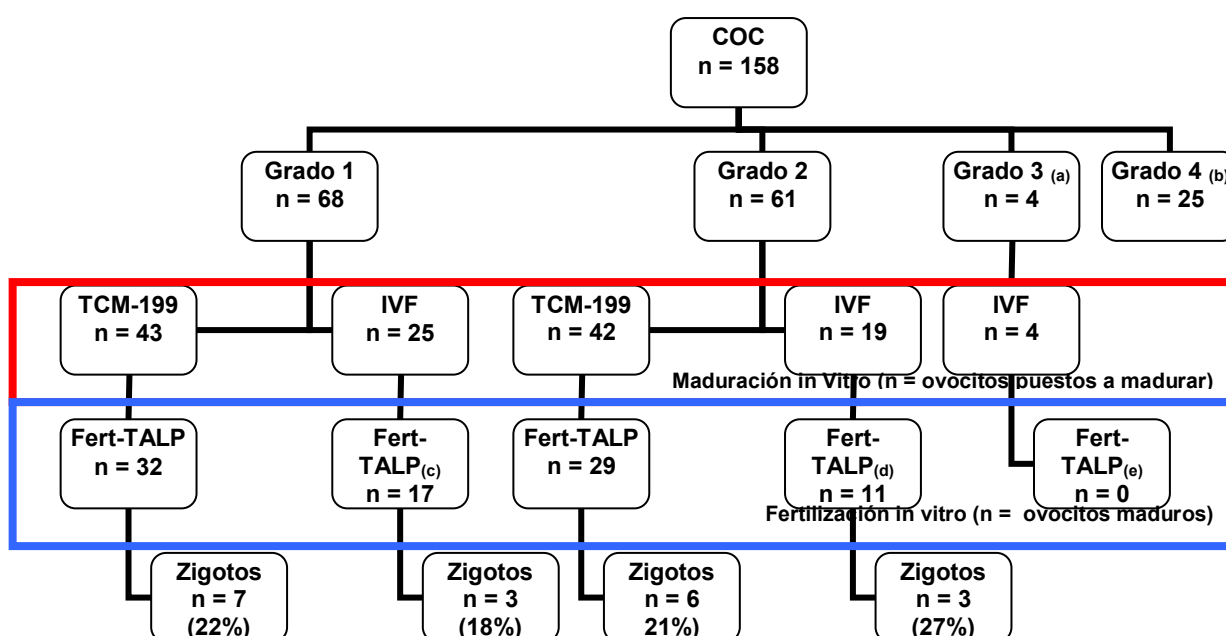 COC
n = 158
Grado 1
n = 68
Grado 2
n = 61
Grado 3 (a)
n = 4
Grado 4 (b)
n = 25
TCM-199
n = 43
IVF
n = 25
TCM-199
n = 42
IVF
n = 19
IVF
n = 4
Maduración in Vitro (n = ovocitos puestos a madurar)
Fert-TALP
n = 32
Fert-
TALP(c)
n = 17
Fert-TALP
n = 29
Fert-
TALP(d)
n = 11
Fert-
TALP(e)
n = 0
Fertilización in vitro (n = ovocitos maduros)
Zigotos
n = 7
(22%)
Zigotos
n = 3
(18%)
Zigotos
n = 6
21%)
Zigotos
n = 3
(27%)